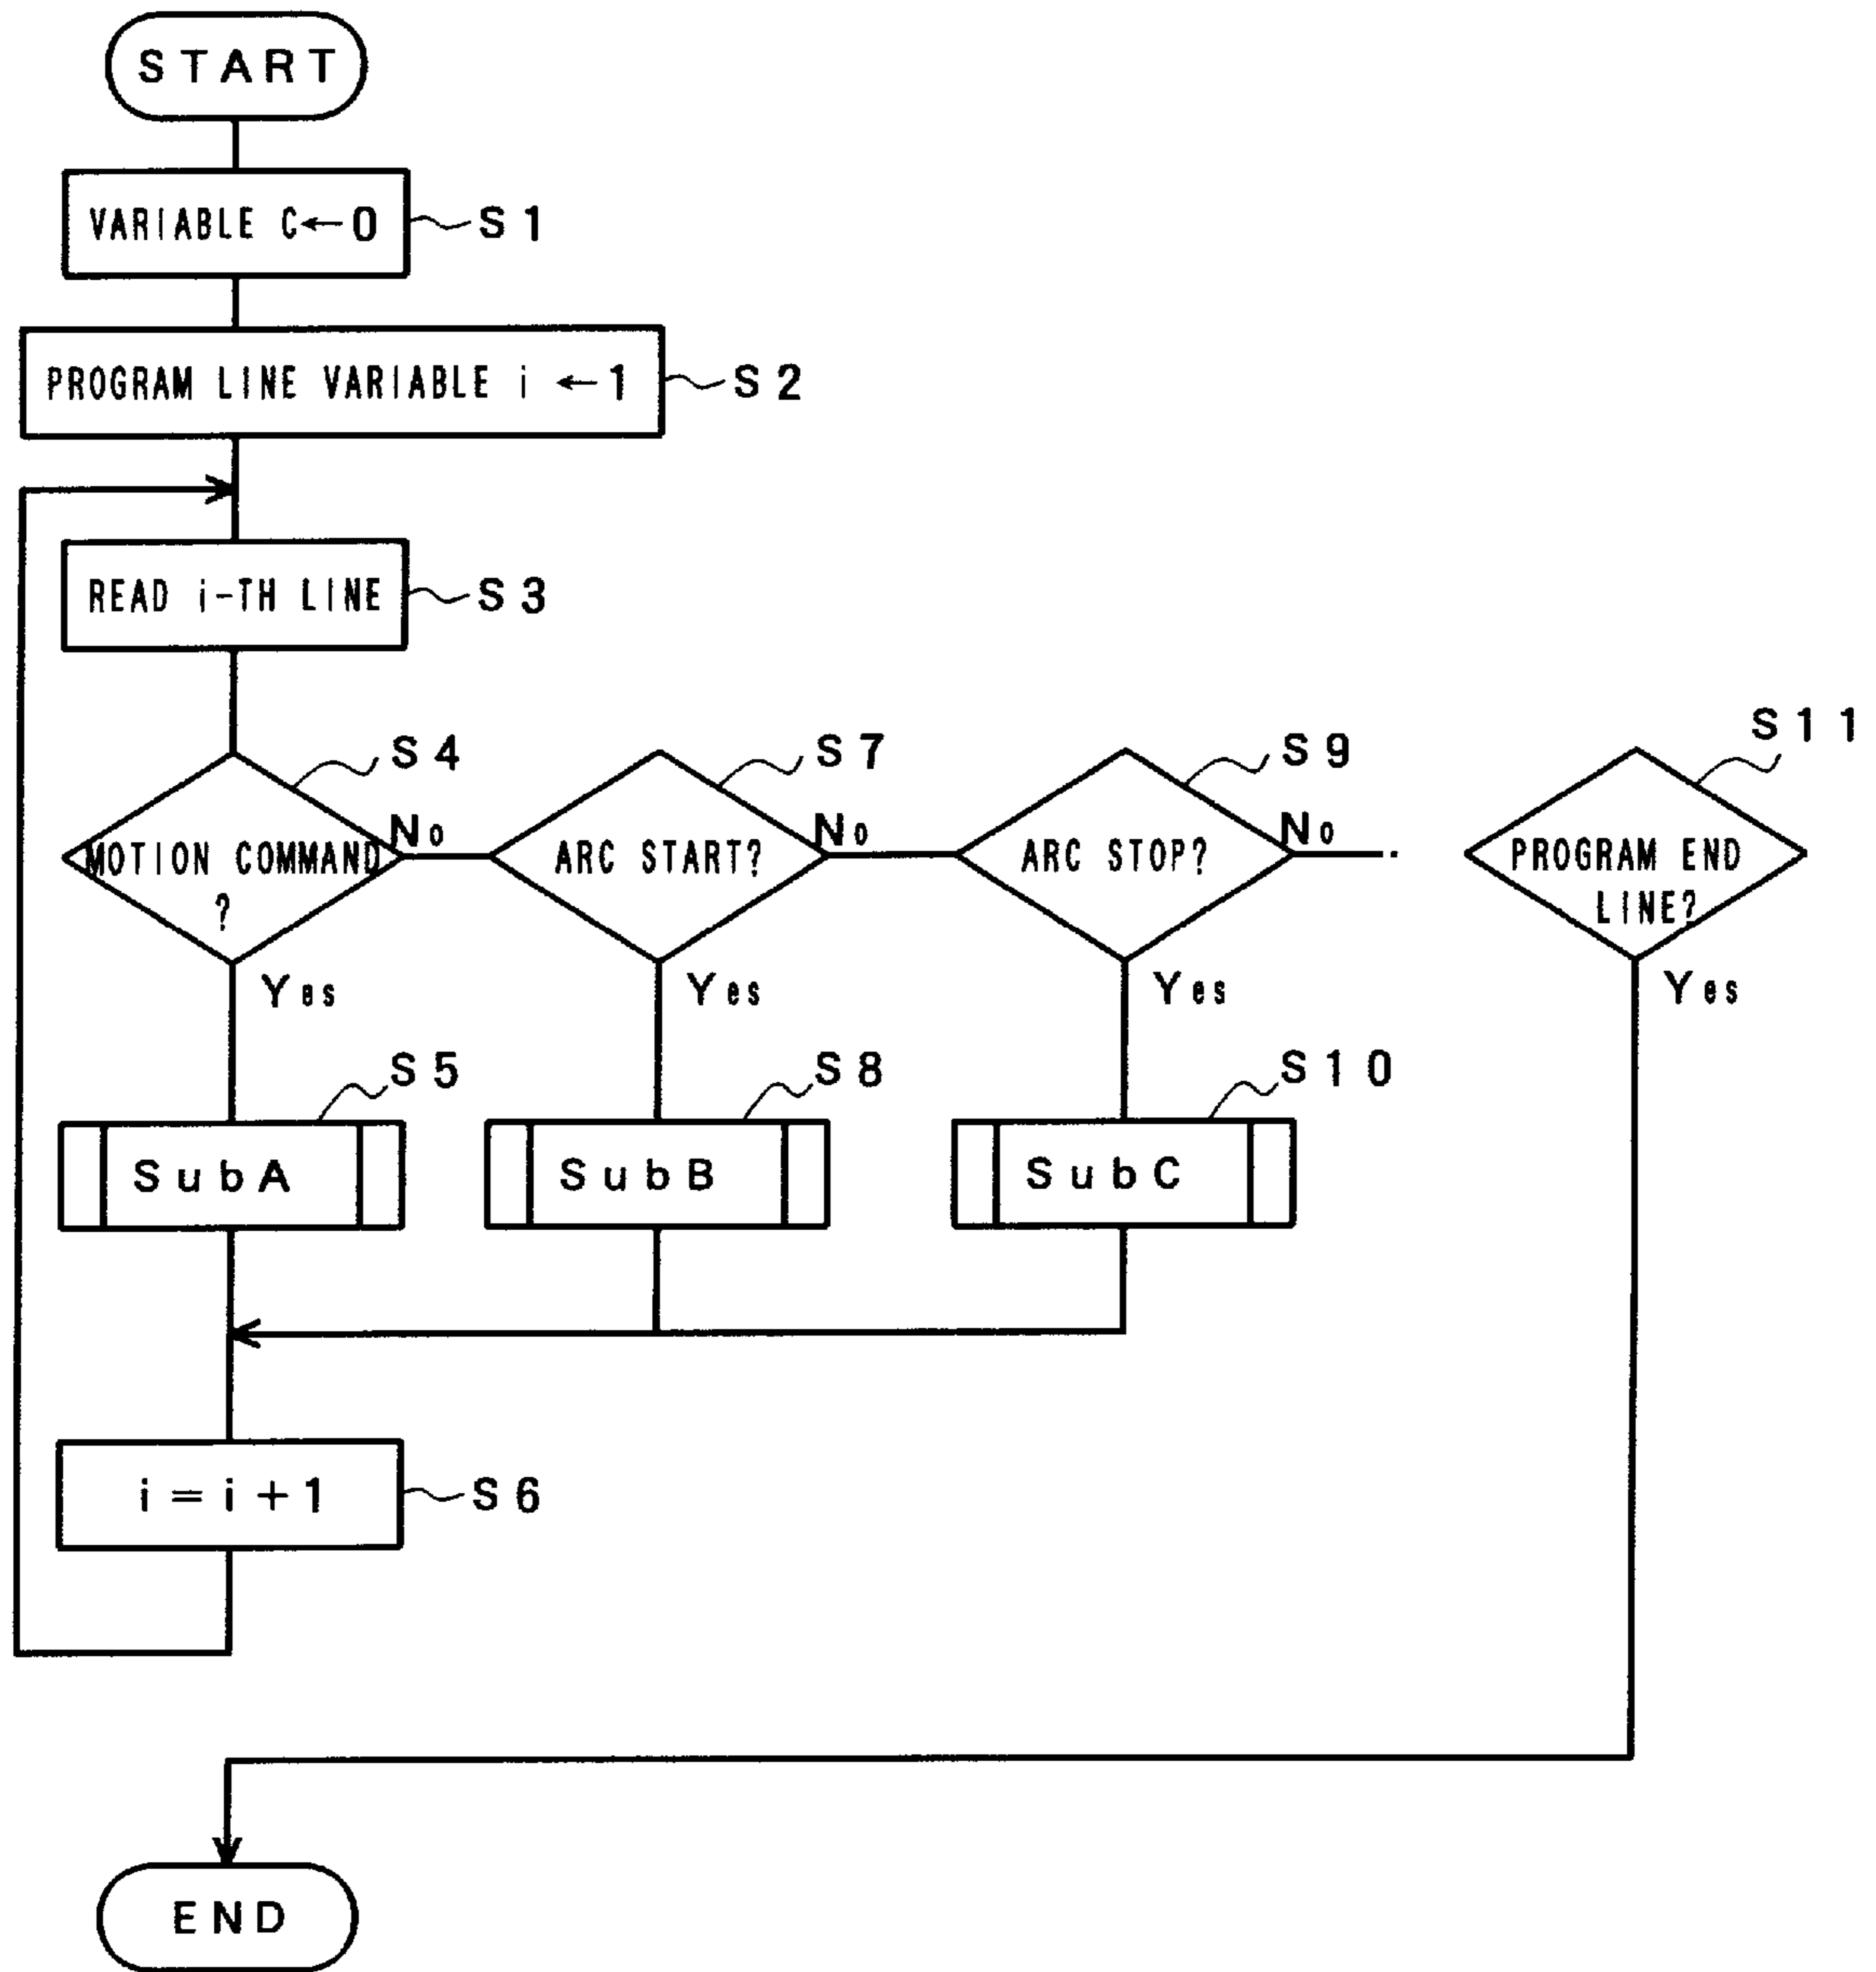 START
VARIABLE C←0
S1
PROGRAM LINE VARIABLE i ←1
S2
READ i-TH LINE
S3
S4
MOTION COMMAND
?
No
Yes
S7
ARC START?
No
Yes
S9
ARC STOP?
No
Yes
S11
PROGRAM END
LINE?
Yes
S5
SubA
S8
SubB
S10
SubC
i=i+1
S6
END